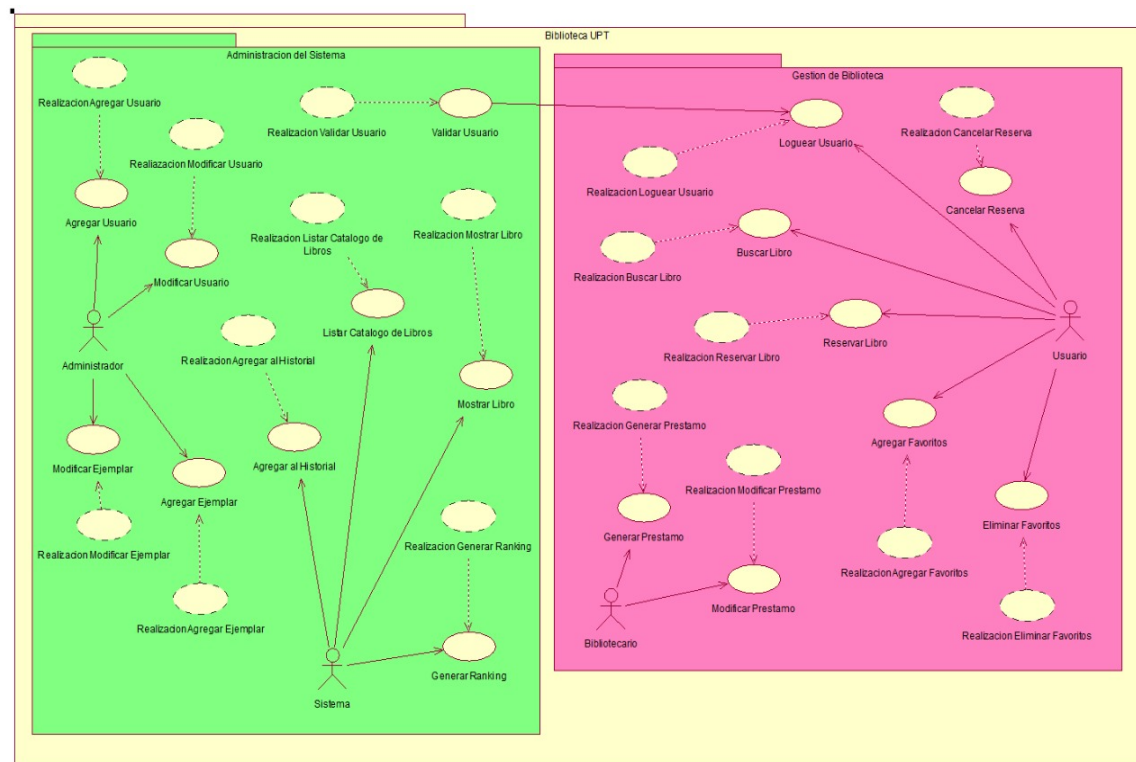 Biblioteca UPT
Administracion del Sistema
Realizacion Agregar Usuario
Realizacion Validar Usuario
Validar Usuario
Realiazacion Modificar Usuario
Agregar Usuario
Realizacion Listar Catalogo de
Libros
Realizacion Mostrar Libro
Modificar Usuario
Listar Catalogo de Libros
Administrador
Realizacion Agregar al Historial
Mostrar Libro
Modificar Ejemplar
Agregar al Historial
Agregar Ejemplar
Realizacion Modificar Ejemplar
Realizacion Generar Ranking
Realizacion Agregar Ejemplar
Generar Ranking
Sistema
Gestion de Biblioteca
Loguear Usuario
Realizacion Cancelar Reserva
Realizacion Loguear Usuario
Cancelar Reserva
Buscar Libro
Realizacion Buscar Libro
Reservar Libro
Realizacion Reservar Libro
Usuario
Realizacion Generar Prestamo
Agregar Favoritos
Realizacion Modificar Prestamo
Generar Prestamo
Eliminar Favoritos
Realizacion Agregar Favoritos
Modificar Prestamo
Bibliotecario
Realizacion Eliminar Favoritos